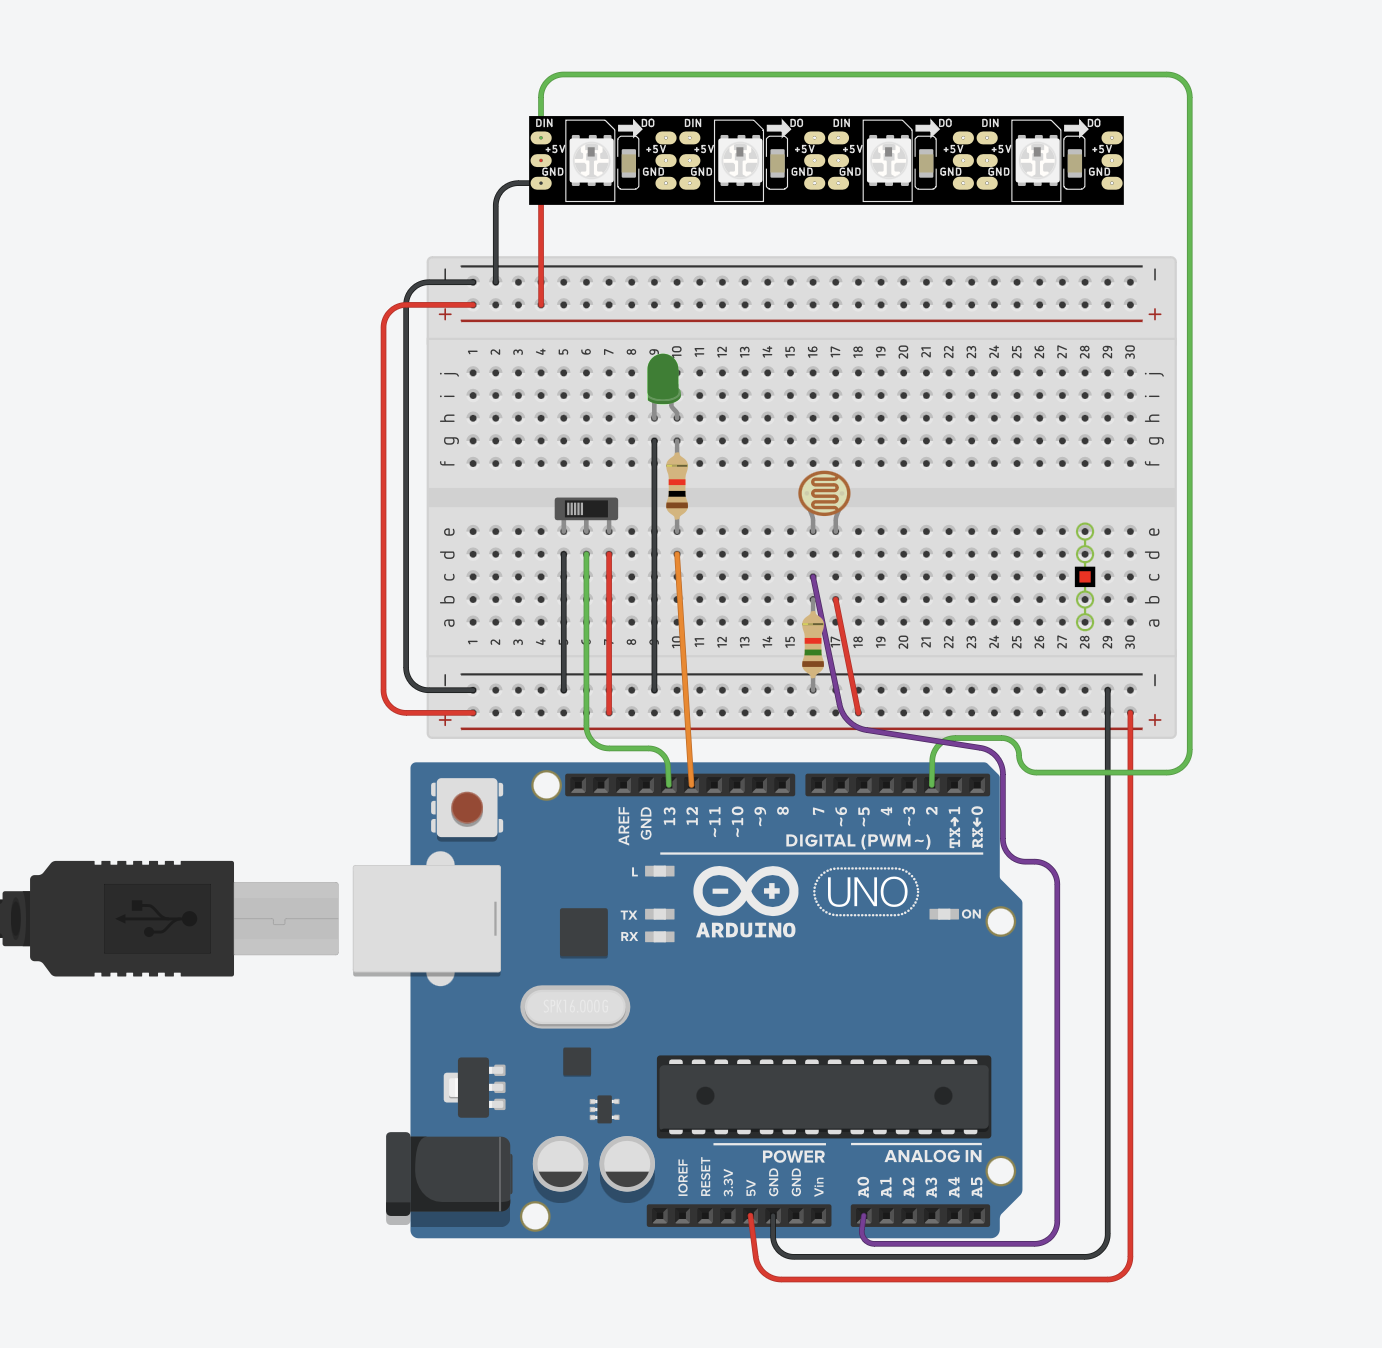 DIN DO DIN DO DIN DO DIN DO
+5V +5V +5V +5V +5V +5V +5V +5V
GND GND GND GND GND GND GND GND
− −
+ +
1 2 3 4 5 6 7 8 9 10 11 12 13 14 15 16 17 18 19 20 21 22 23 24 25 26 27 28 29 30
j j
i i
h h
g g
f f
e e
d d
c c
b b
a a
1 2 3 4 5 6 7 8 9 10 11 12 13 14 15 16 17 18 19 20 21 22 23 24 25 26 27 28 29 30
− −
+ +
AREF GND 13 12 ~11 ~10 ~9 8 7 ~6 ~5 4 ~3 2 TX→1 RX←0
DIGITAL (PWM~)
L
TX
RX
UNO
ARDUINO
ON
SPK16.000G
POWER
ANALOG IN
IOREF RESET 3.3V 5V GND GND Vin A0 A1 A2 A3 A4 A5